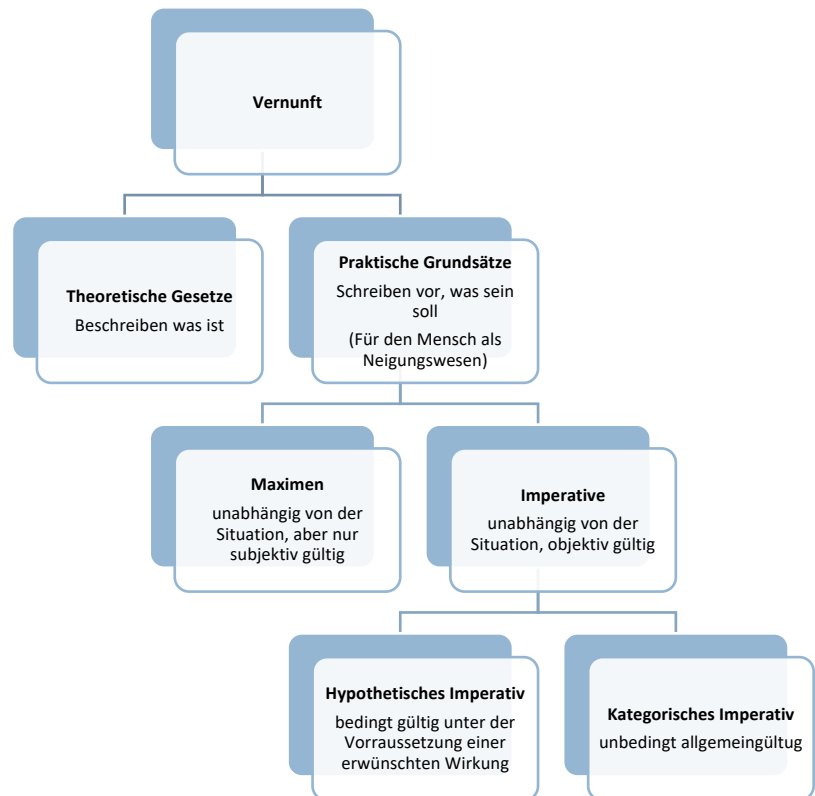 Vernunft
Theoretische Gesetze
Beschreiben was ist
Praktische Grundsätze
Schreiben vor, was sein
soll
(Für den Mensch als
Neigungswesen)
Maximen
unabhängig von der
Situation, aber nur
subjektiv gültig
Imperative
unabhängig von der
Situation, objektiv gültig
Hypothetisches Imperativ
bedingt gültig unter der
Vorraussetzung einer
erwünschten Wirkung
Kategorisches Imperativ
unbedingt allgemeingültug